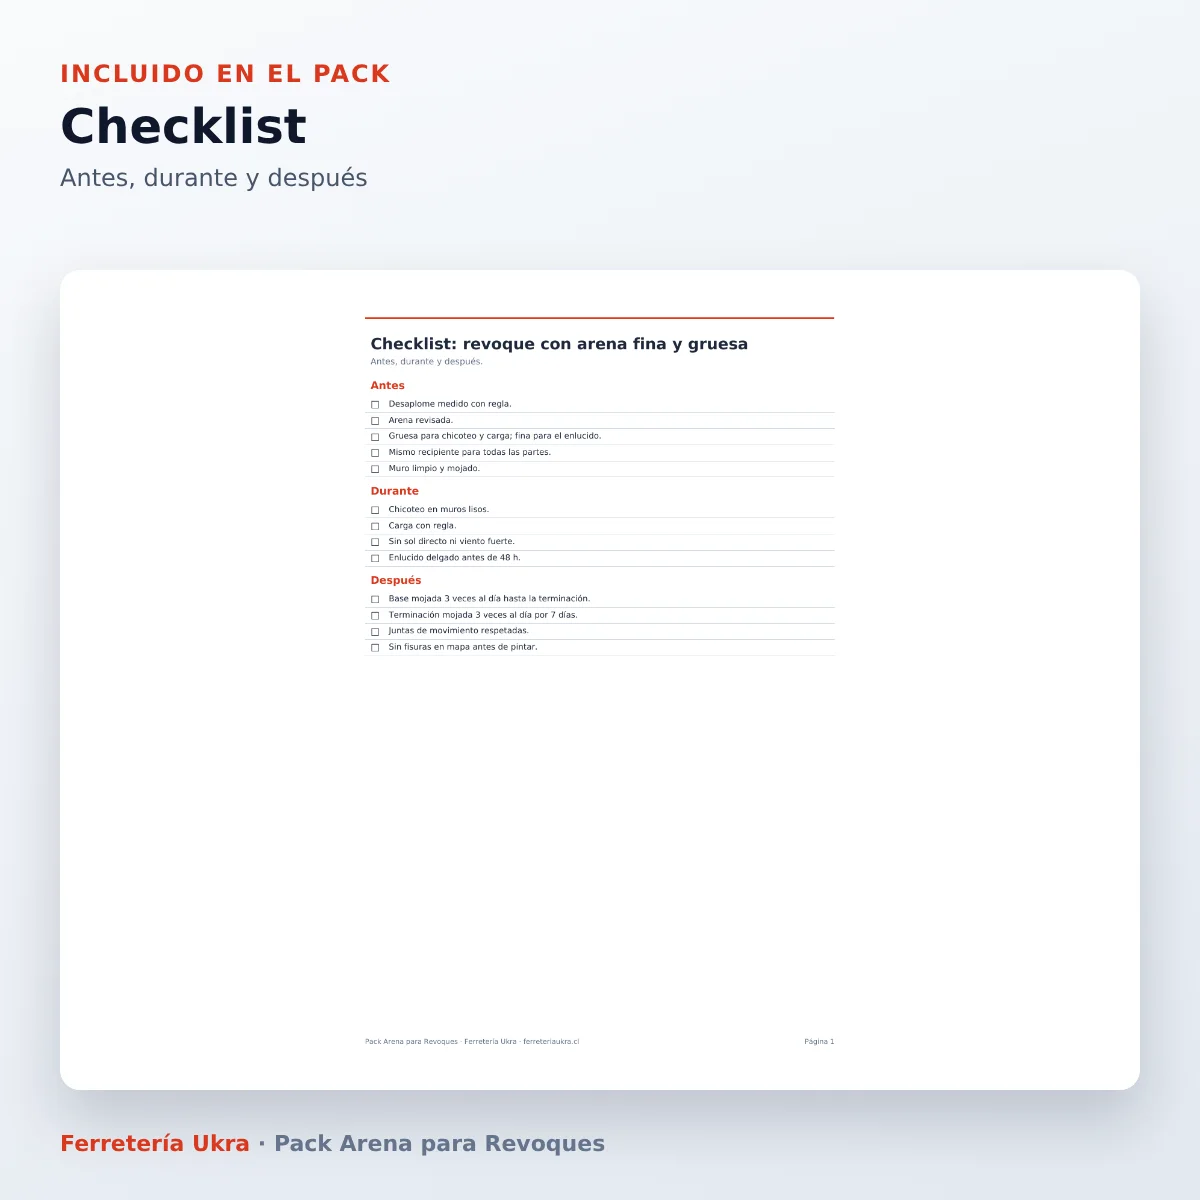 INCLUIDO EN EL PACK
Checklist
Antes, durante y después
Checklist: revoque con arena fina y gruesa
Antes, durante y después.
Antes
☐ Desaplome medido con regla.
☐ Arena revisada.
☐ Gruesa para chicoteo y carga; fina para el enlucido.
☐ Mismo recipiente para todas las partes.
☐ Muro limpio y mojado.
Durante
☐ Chicoteo en muros lisos.
☐ Carga con regla.
☐ Sin sol directo ni viento fuerte.
☐ Enlucido delgado antes de 48 h.
Después
☐ Base mojada 3 veces al día hasta la terminación.
☐ Terminación mojada 3 veces al día por 7 días.
☐ Juntas de movimiento respetadas.
☐ Sin fisuras en mapa antes de pintar.
Pack Arena para Revoques · Ferretería Ukra · ferreteriaukra.cl Página 1
Ferretería Ukra · Pack Arena para Revoques